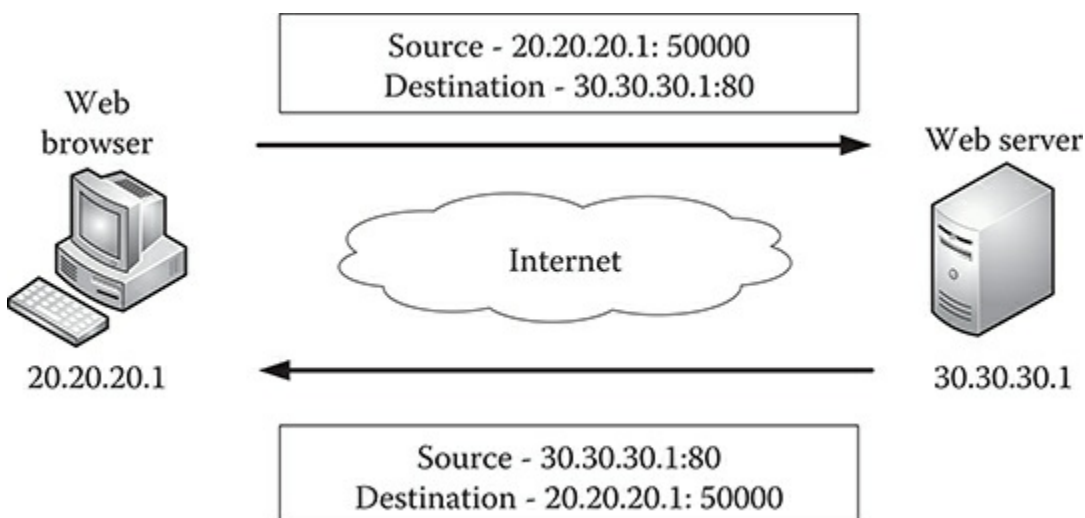 Source - 20.20.20.1: 50000
Destination - 30.30.30.1:80
Web
browser
Web server
Internet
20.20.20.1
30.30.30.1
Source - 30.30.30.1:80
Destination - 20.20.20.1: 50000